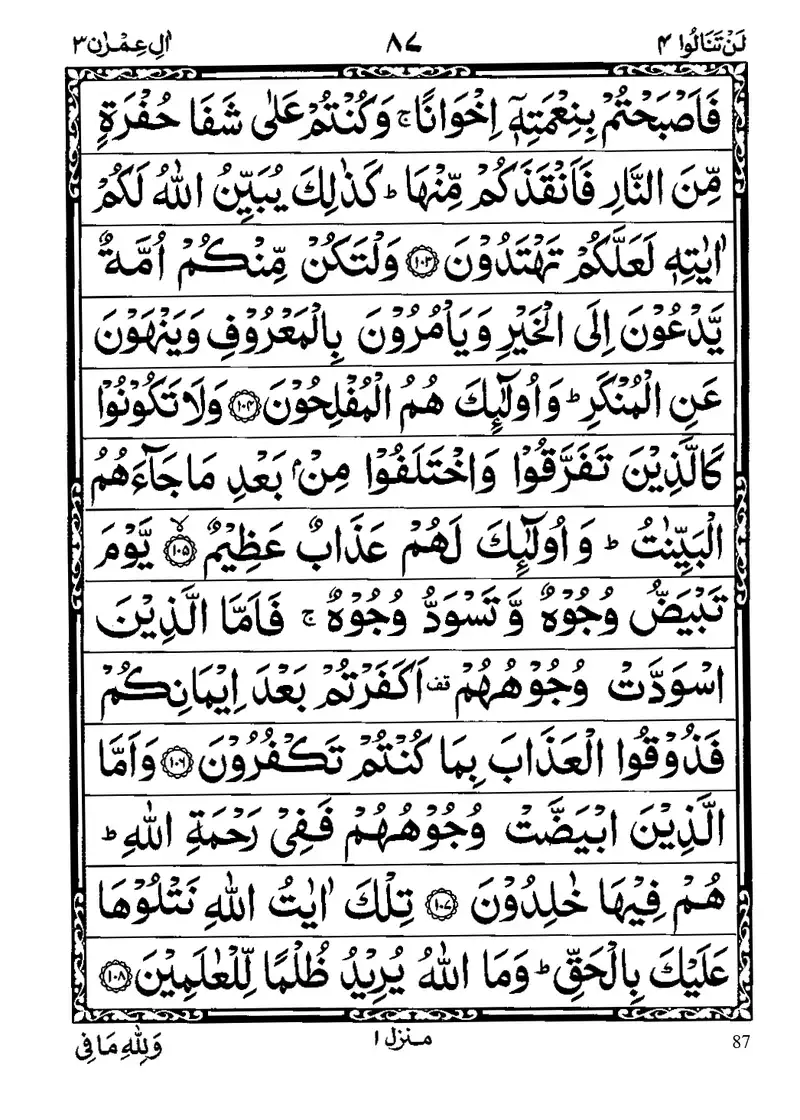 لَنْ تَنَالُوا ۴ ۸۷ اٰلِ عِمْرٰن ۳
فَاَصْبَحْتُمْ بِنِعْمَتِهٖٓ اِخْوَانًا ۚ وَكُنْتُمْ عَلٰى شَفَا حُفْرَةٍ
مِّنَ النَّارِ فَاَنْقَذَكُمْ مِّنْهَا ؕ كَذٰلِكَ يُبَيِّنُ اللّٰهُ لَكُمْ
اٰيٰتِهٖ لَعَلَّكُمْ تَهْتَدُوْنَ ﴿۱۰۳﴾ وَلْتَكُنْ مِّنْكُمْ اُمَّةٌ
يَّدْعُوْنَ اِلَى الْخَيْرِ وَيَاْمُرُوْنَ بِالْمَعْرُوْفِ وَيَنْهَوْنَ
عَنِ الْمُنْكَرِ ؕ وَاُولٰٓئِكَ هُمُ الْمُفْلِحُوْنَ ﴿۱۰۴﴾ وَلَا تَكُوْنُوْا
كَالَّذِيْنَ تَفَرَّقُوْا وَاخْتَلَفُوْا مِنْۢ بَعْدِ مَا جَآءَهُمُ
الْبَيِّنٰتُ ؕ وَاُولٰٓئِكَ لَهُمْ عَذَابٌ عَظِيْمٌ ﴿۱۰۵﴾ ۙ يَّوْمَ
تَبْيَضُّ وُجُوْهٌ وَّتَسْوَدُّ وُجُوْهٌ ۚ فَاَمَّا الَّذِيْنَ
اسْوَدَّتْ وُجُوْهُهُمْ قف اَكَفَرْتُمْ بَعْدَ اِيْمَانِكُمْ
فَذُوْقُوا الْعَذَابَ بِمَا كُنْتُمْ تَكْفُرُوْنَ ﴿۱۰۶﴾ وَاَمَّا
الَّذِيْنَ ابْيَضَّتْ وُجُوْهُهُمْ فَفِيْ رَحْمَةِ اللّٰهِ ؕ
هُمْ فِيْهَا خٰلِدُوْنَ ﴿۱۰۷﴾ تِلْكَ اٰيٰتُ اللّٰهِ نَتْلُوْهَا
عَلَيْكَ بِالْحَقِّ ؕ وَمَا اللّٰهُ يُرِيْدُ ظُلْمًا لِّلْعٰلَمِيْنَ ﴿۱۰۸﴾
87 منزل ۱ وَلِلّٰهِ مَا فِي